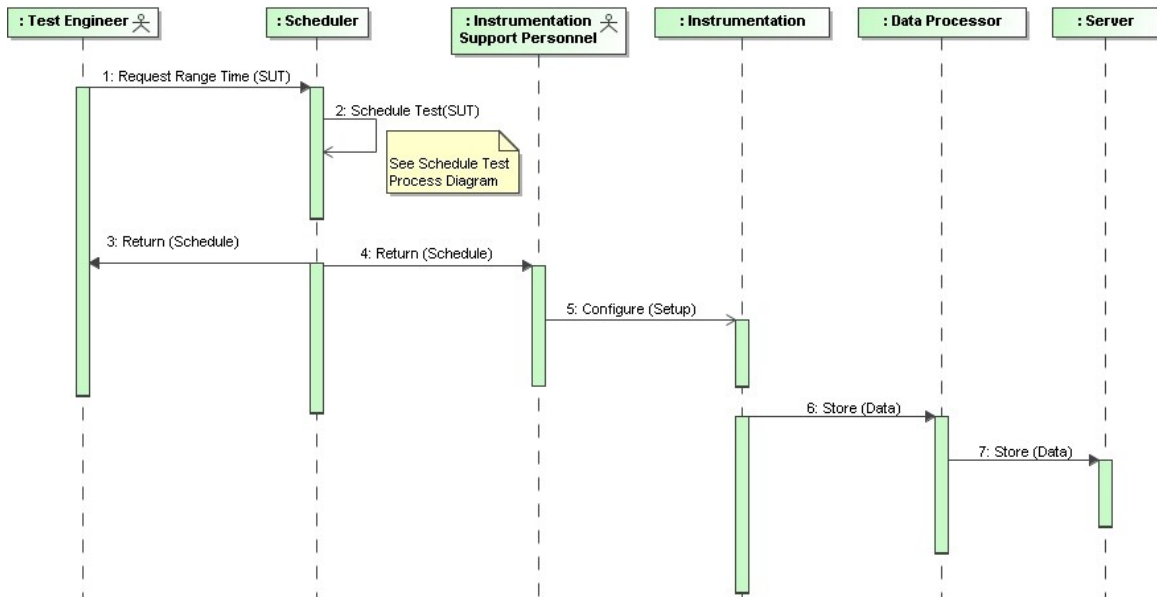 : Test Engineer
: Scheduler
: Instrumentation
Support Personnel
: Instrumentation
: Data Processor
: Server
1: Request Range Time (SUT)
2: Schedule Test(SUT)
See Schedule Test
Process Diagram
3: Return (Schedule)
4: Return (Schedule)
5: Configure (Setup)
6: Store (Data)
7: Store (Data)